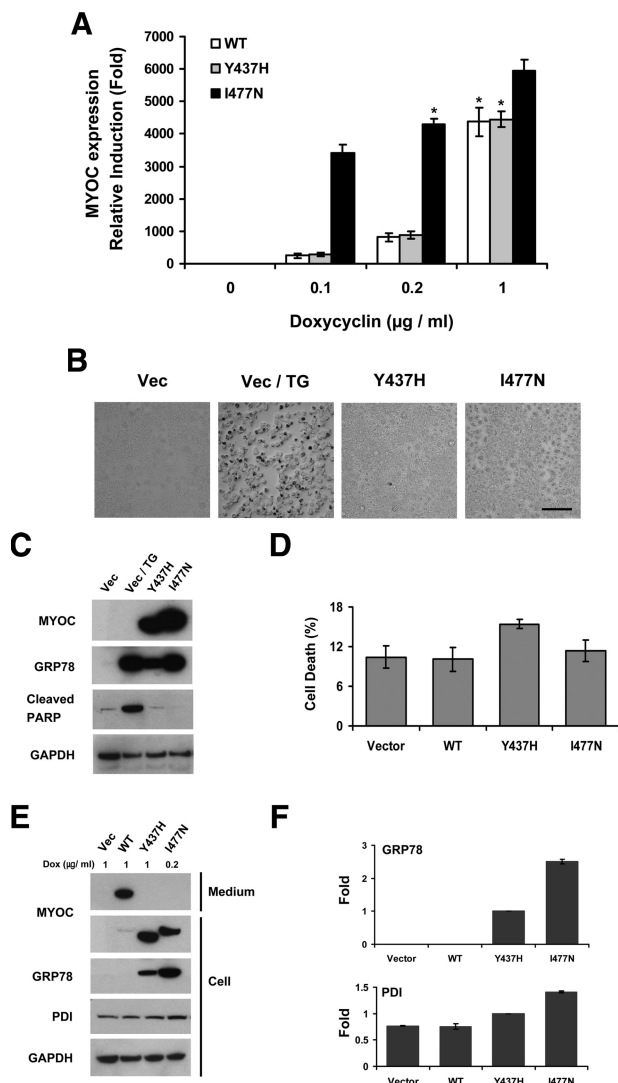 A
WT
Y437H
I477N
MYOC expression
Relative Induction (Fold)
7000
6000
5000
4000
3000
2000
1000
0
*
* *
0 0.1 0.2 1
Doxycyclin (µg / ml)
B
Vec Vec / TG Y437H I477N
C
Vec Vec / TG Y437H I477N
MYOC
GRP78
Cleaved
PARP
GAPDH
D
Cell Death (%)
18
12
6
0
Vector WT Y437H I477N
E
Vec WT Y437H I477N
Dox (µg/ ml) 1 1 1 0.2
MYOC
Medium
GRP78
Cell
PDI
GAPDH
F
GRP78
Fold
3
2
1
0
Vector WT Y437H I477N
PDI
Fold
1.5
1
0.5
0
Vector WT Y437H I477N